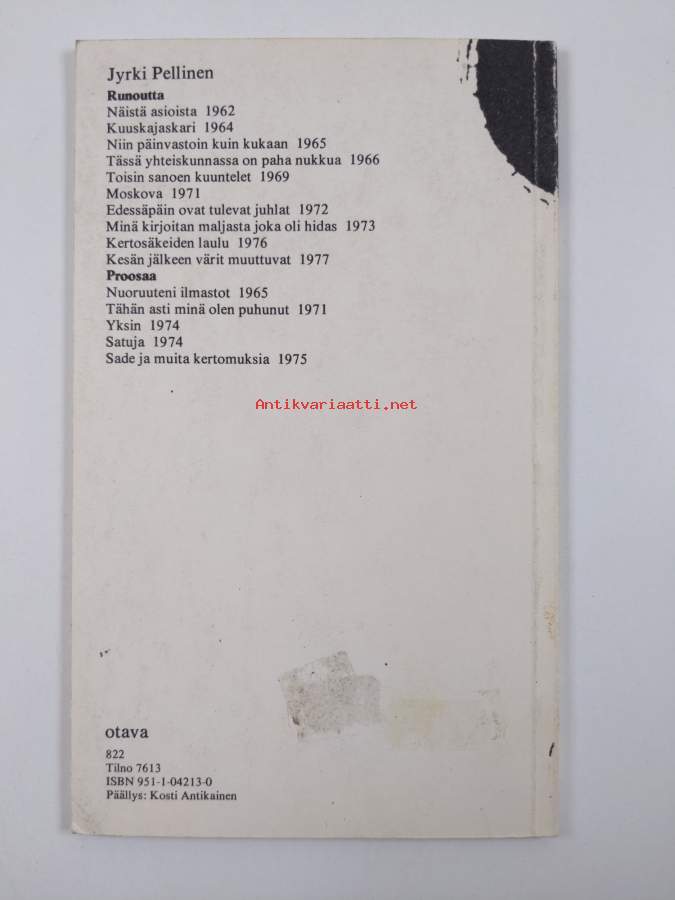 Jyrki Pellinen
Runoutta
Näistä asioista 1962
Kuuskajaskari 1964
Niin päinvastoin kuin kukaan 1965
Tässä yhteiskunnassa on paha nukkua 1966
Toisin sanoen kuuntelet 1969
Moskova 1971
Edessäpäin ovat tulevat juhlat 1972
Minä kirjoitan maljasta joka oli hidas 1973
Kertosäkeiden laulu 1976
Kesän jälkeen värit muuttuvat 1977
Proosaa
Nuoruuteni ilmastot 1965
Tähän asti minä olen puhunut 1971
Yksin 1974
Satuja 1974
Sade ja muita kertomuksia 1975
Antikvariaatti.net
otava
822
Tilno 7613
ISBN 951-1-04213-0
Päällys: Kosti Antikainen